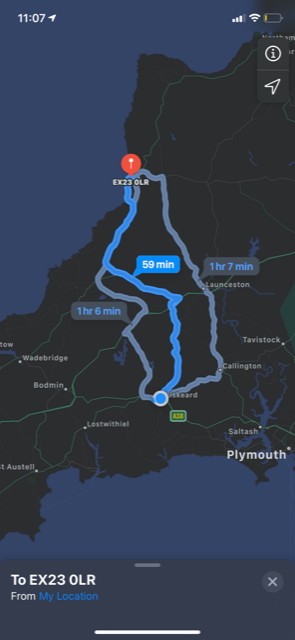 11:07
EX23 0LR
59 min
1 hr 7 min
Launceston
1 hr 6 min
Tavistock
Wadebridge
Callington
Bodmin
skeard
A38
Lostwithiel
Saltash
Plymouth
St Austell
To EX23 0LR
From My Location